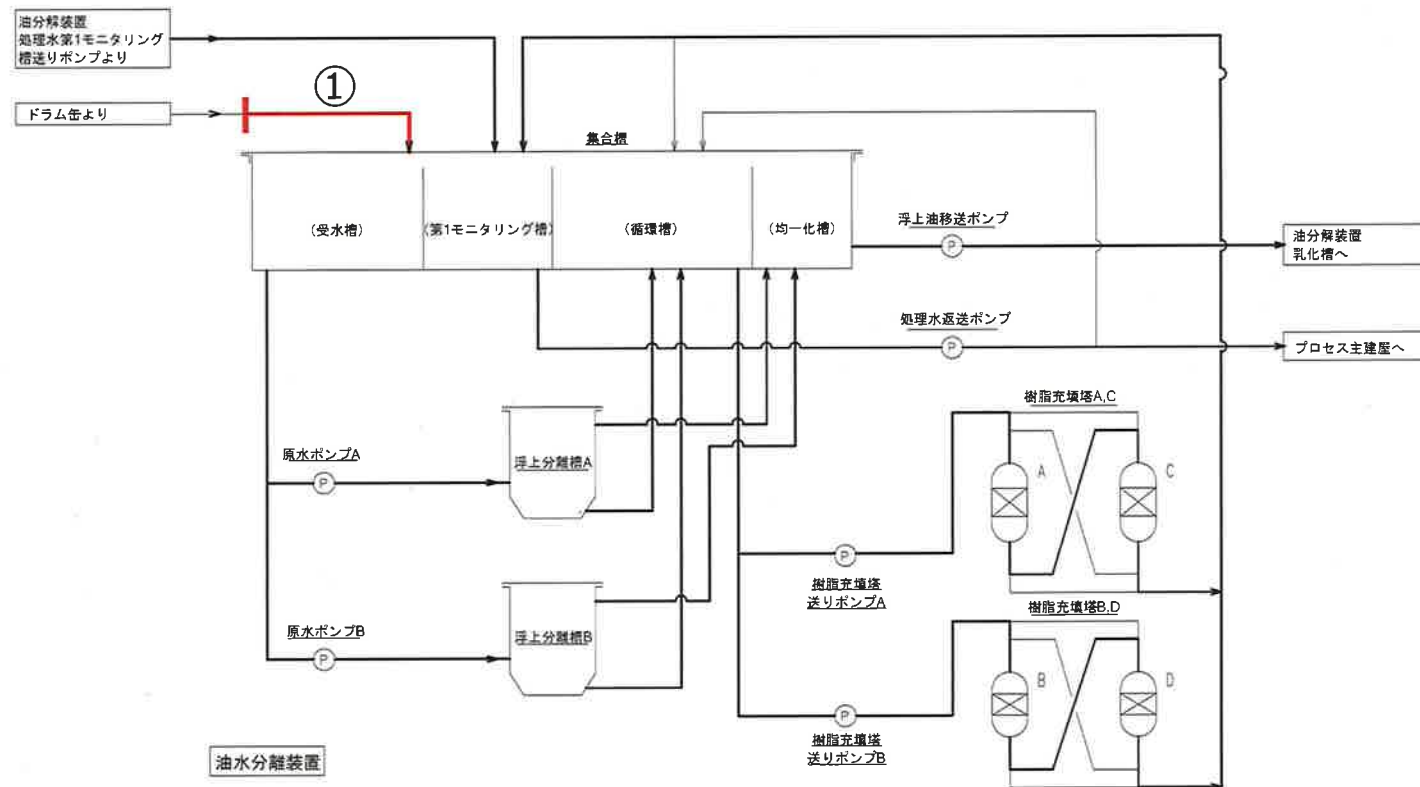 油分解装置
処理水第1モニタリング
槽送りポンプより
①
ドラム缶より
集合槽
(受水槽)
(第1モニタリング槽)
(循環槽)
(均一化槽)
浮上油移送ポンプ
油分解装置
乳化槽へ
処理水返送ポンプ
プロセス主建屋へ
P
P
樹脂充填塔A,C
原水ポンプA
浮上分離槽A
P
A
C
P
樹脂充填塔
送りポンプA
樹脂充填塔B,D
原水ポンプB
浮上分離槽B
P
B
D
P
樹脂充填塔
送りポンプB
油水分離装置